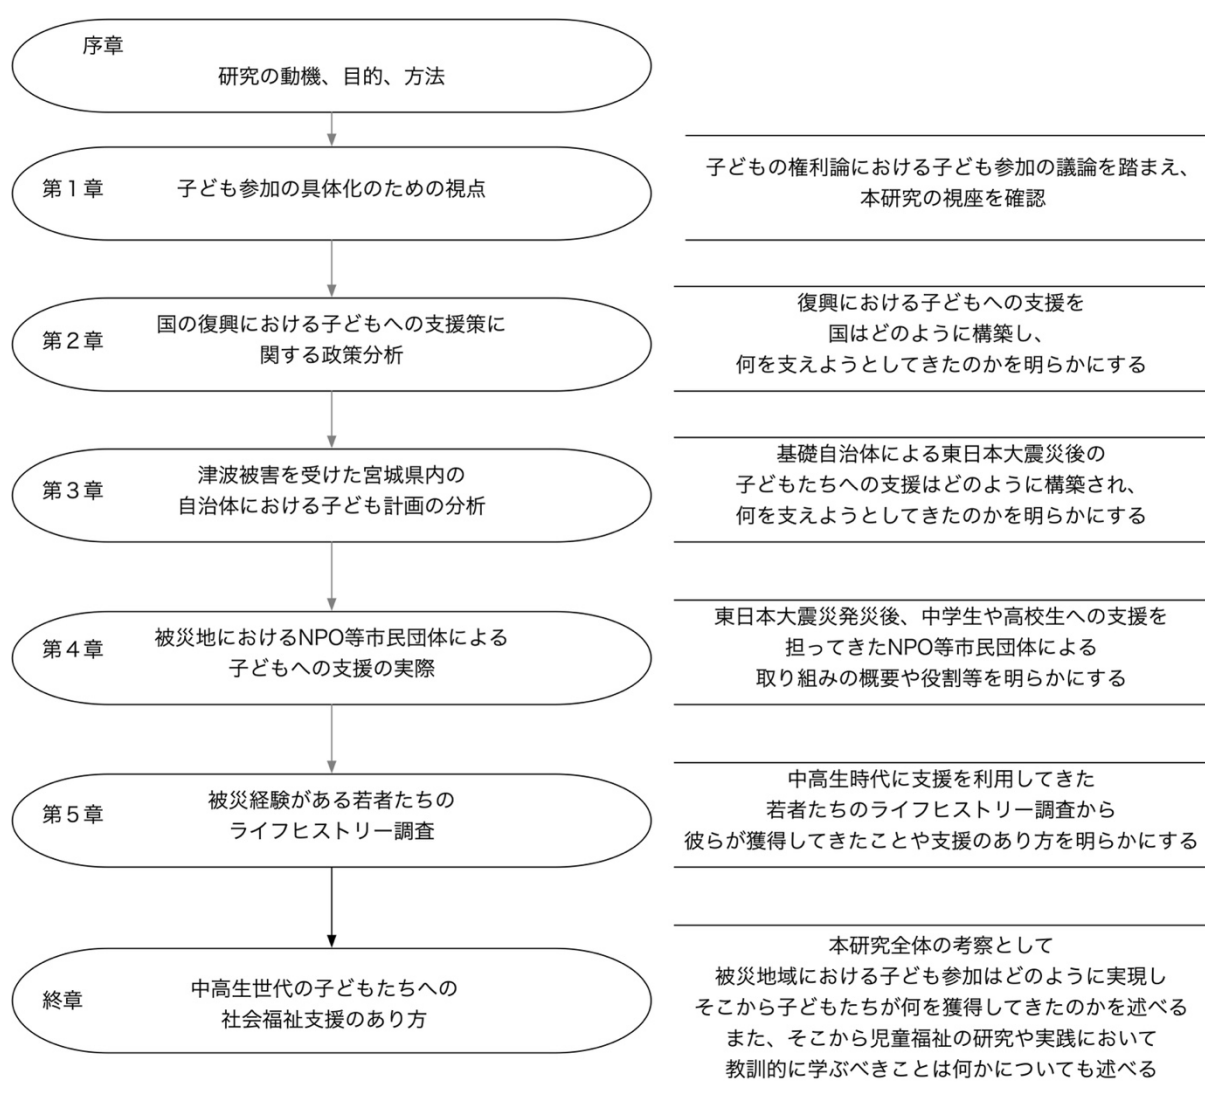 序章
研究の動機、目的、方法
第1章
子ども参加の具体化のための視点
子どもの権利論における子ども参加の議論を踏まえ、
本研究の視座を確認
第2章
国の復興における子どもへの支援策に
関する政策分析
復興における子どもへの支援を
国はどのように構築し、
何を支えようとしてきたのかを明らかにする
第3章
津波被害を受けた宮城県内の
自治体における子ども計画の分析
基礎自治体による東日本大震災後の
子どもたちへの支援はどのように構築され、
何を支えようとしてきたのかを明らかにする
第4章
被災地におけるNPO等市民団体による
子どもへの支援の実際
東日本大震災発災後、中学生や高校生への支援を
担ってきたNPO等市民団体による
取り組みの概要や役割等を明らかにする
第5章
被災経験がある若者たちの
ライフヒストリー調査
中高生時代に支援を利用してきた
若者たちのライフヒストリー調査から
彼らが獲得してきたことや支援のあり方を明らかにする
終章
中高生世代の子どもたちへの
社会福祉支援のあり方
本研究全体の考察として
被災地域における子ども参加はどのように実現し
そこから子どもたちが何を獲得してきたのかを述べる
また、そこから児童福祉の研究や実践において
教訓的に学ぶべきことは何かについても述べる